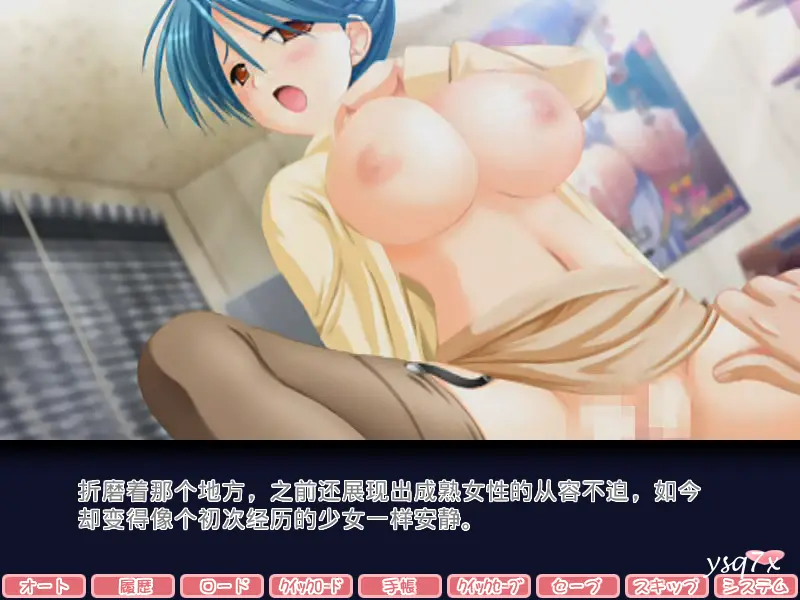 折磨着那个地方，之前还展现出成熟女性的从容不迫，如今
却变得像个初次经历的少女一样安静。
ysq7x
オート 履歴 ロード クイックロード 手帳 クイックセーブ セーブ スキップ システム